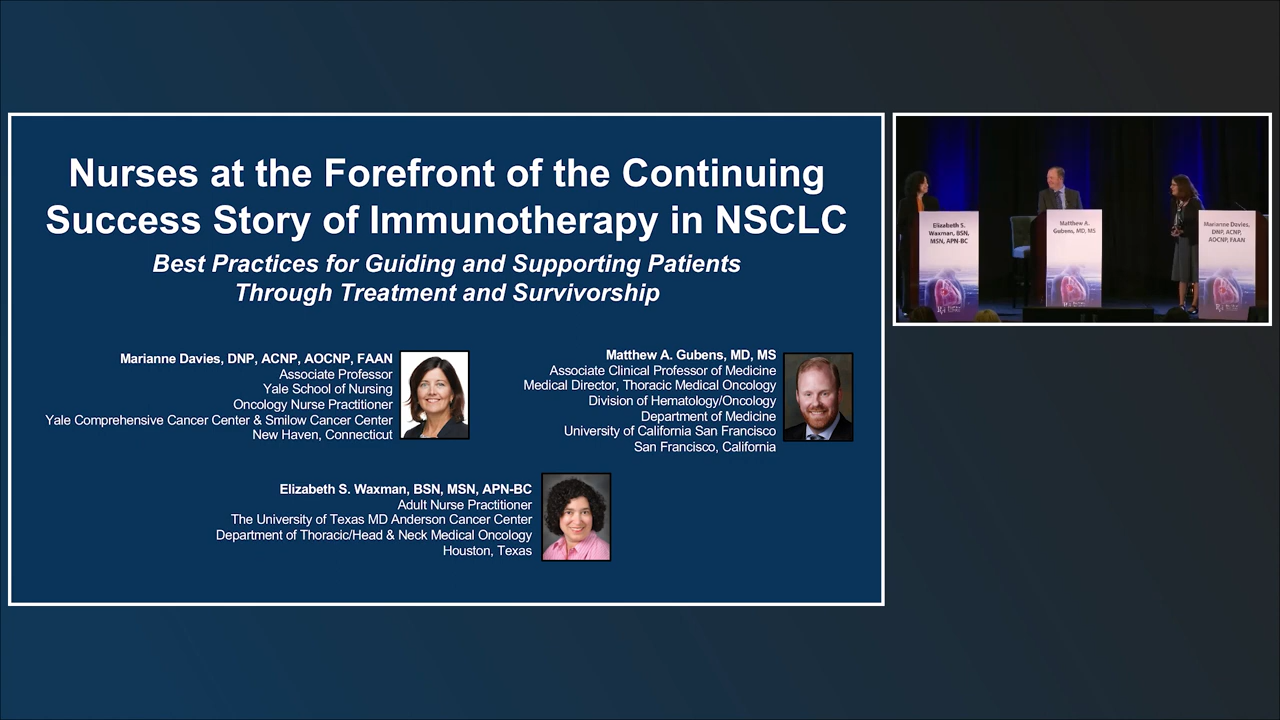 Nurses at the Forefront of the Continuing
Success Story of Immunotherapy in NSCLC
Best Practices for Guiding and Supporting Patients
Through Treatment and Survivorship
Marianne Davies, DNP, ACNP, AOCNP, FAAN
Associate Professor
Yale School of Nursing
Oncology Nurse Practitioner
Yale Comprehensive Cancer Center & Smilow Cancer Center
New Haven, Connecticut
Matthew A. Gubens, MD, MS
Associate Clinical Professor of Medicine
Medical Director, Thoracic Medical Oncology
Division of Hematology/Oncology
Department of Medicine
University of California San Francisco
San Francisco, California
Elizabeth S. Waxman, BSN, MSN, APN-BC
Adult Nurse Practitioner
The University of Texas MD Anderson Cancer Center
Department of Thoracic/Head & Neck Medical Oncology
Houston, Texas
Elizabeth S.
Waxman, BSN,
MSN, APN-BC
Matthew A.
Gubens, MD, MS
Marianne Davies,
DNP, ACNP,
AOCNP, FAAN